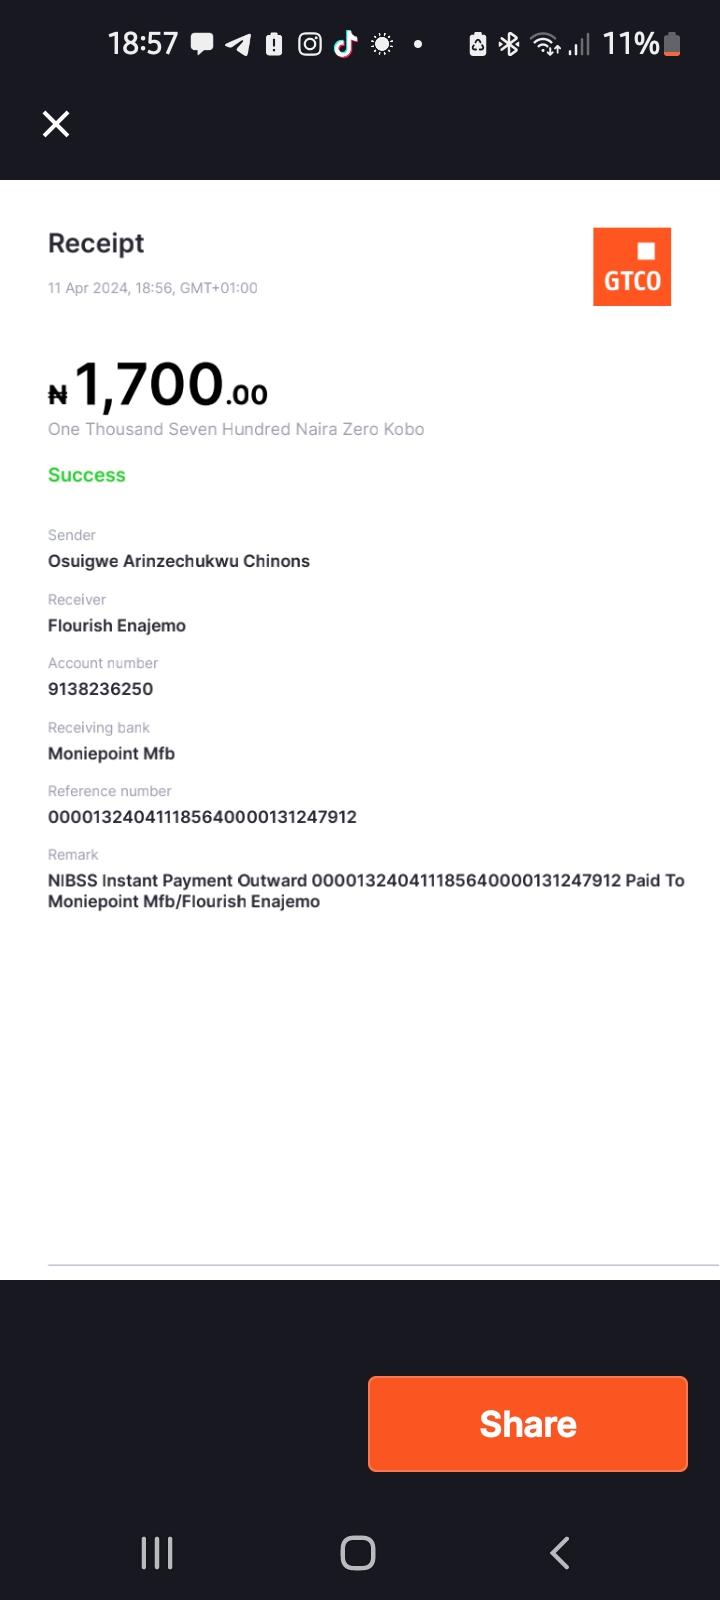 18:57 11%
Receipt
GTCO
11 Apr 2024, 18:56, GMT+01:00
₦1,700.00
One Thousand Seven Hundred Naira Zero Kobo
Success
Sender
Osuigwe Arinzechukwu Chinons
Receiver
Flourish Enajemo
Account number
9138236250
Receiving bank
Moniepoint Mfb
Reference number
000013240411185640000131247912
Remark
NIBSS Instant Payment Outward 000013240411185640000131247912 Paid To
Moniepoint Mfb/Flourish Enajemo
Share